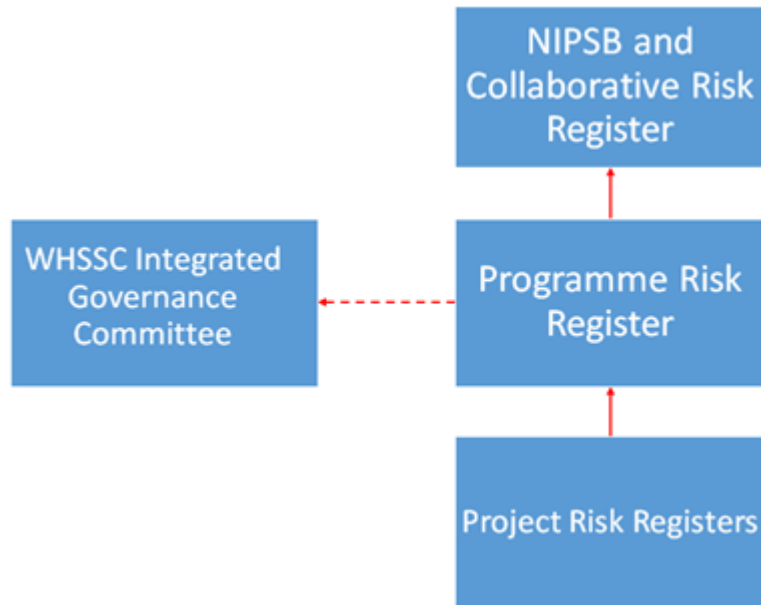 NIPSB and
Collaborative Risk
Register
WHSSC Integrated
Governance
Committee
Programme Risk
Register
Project Risk Registers